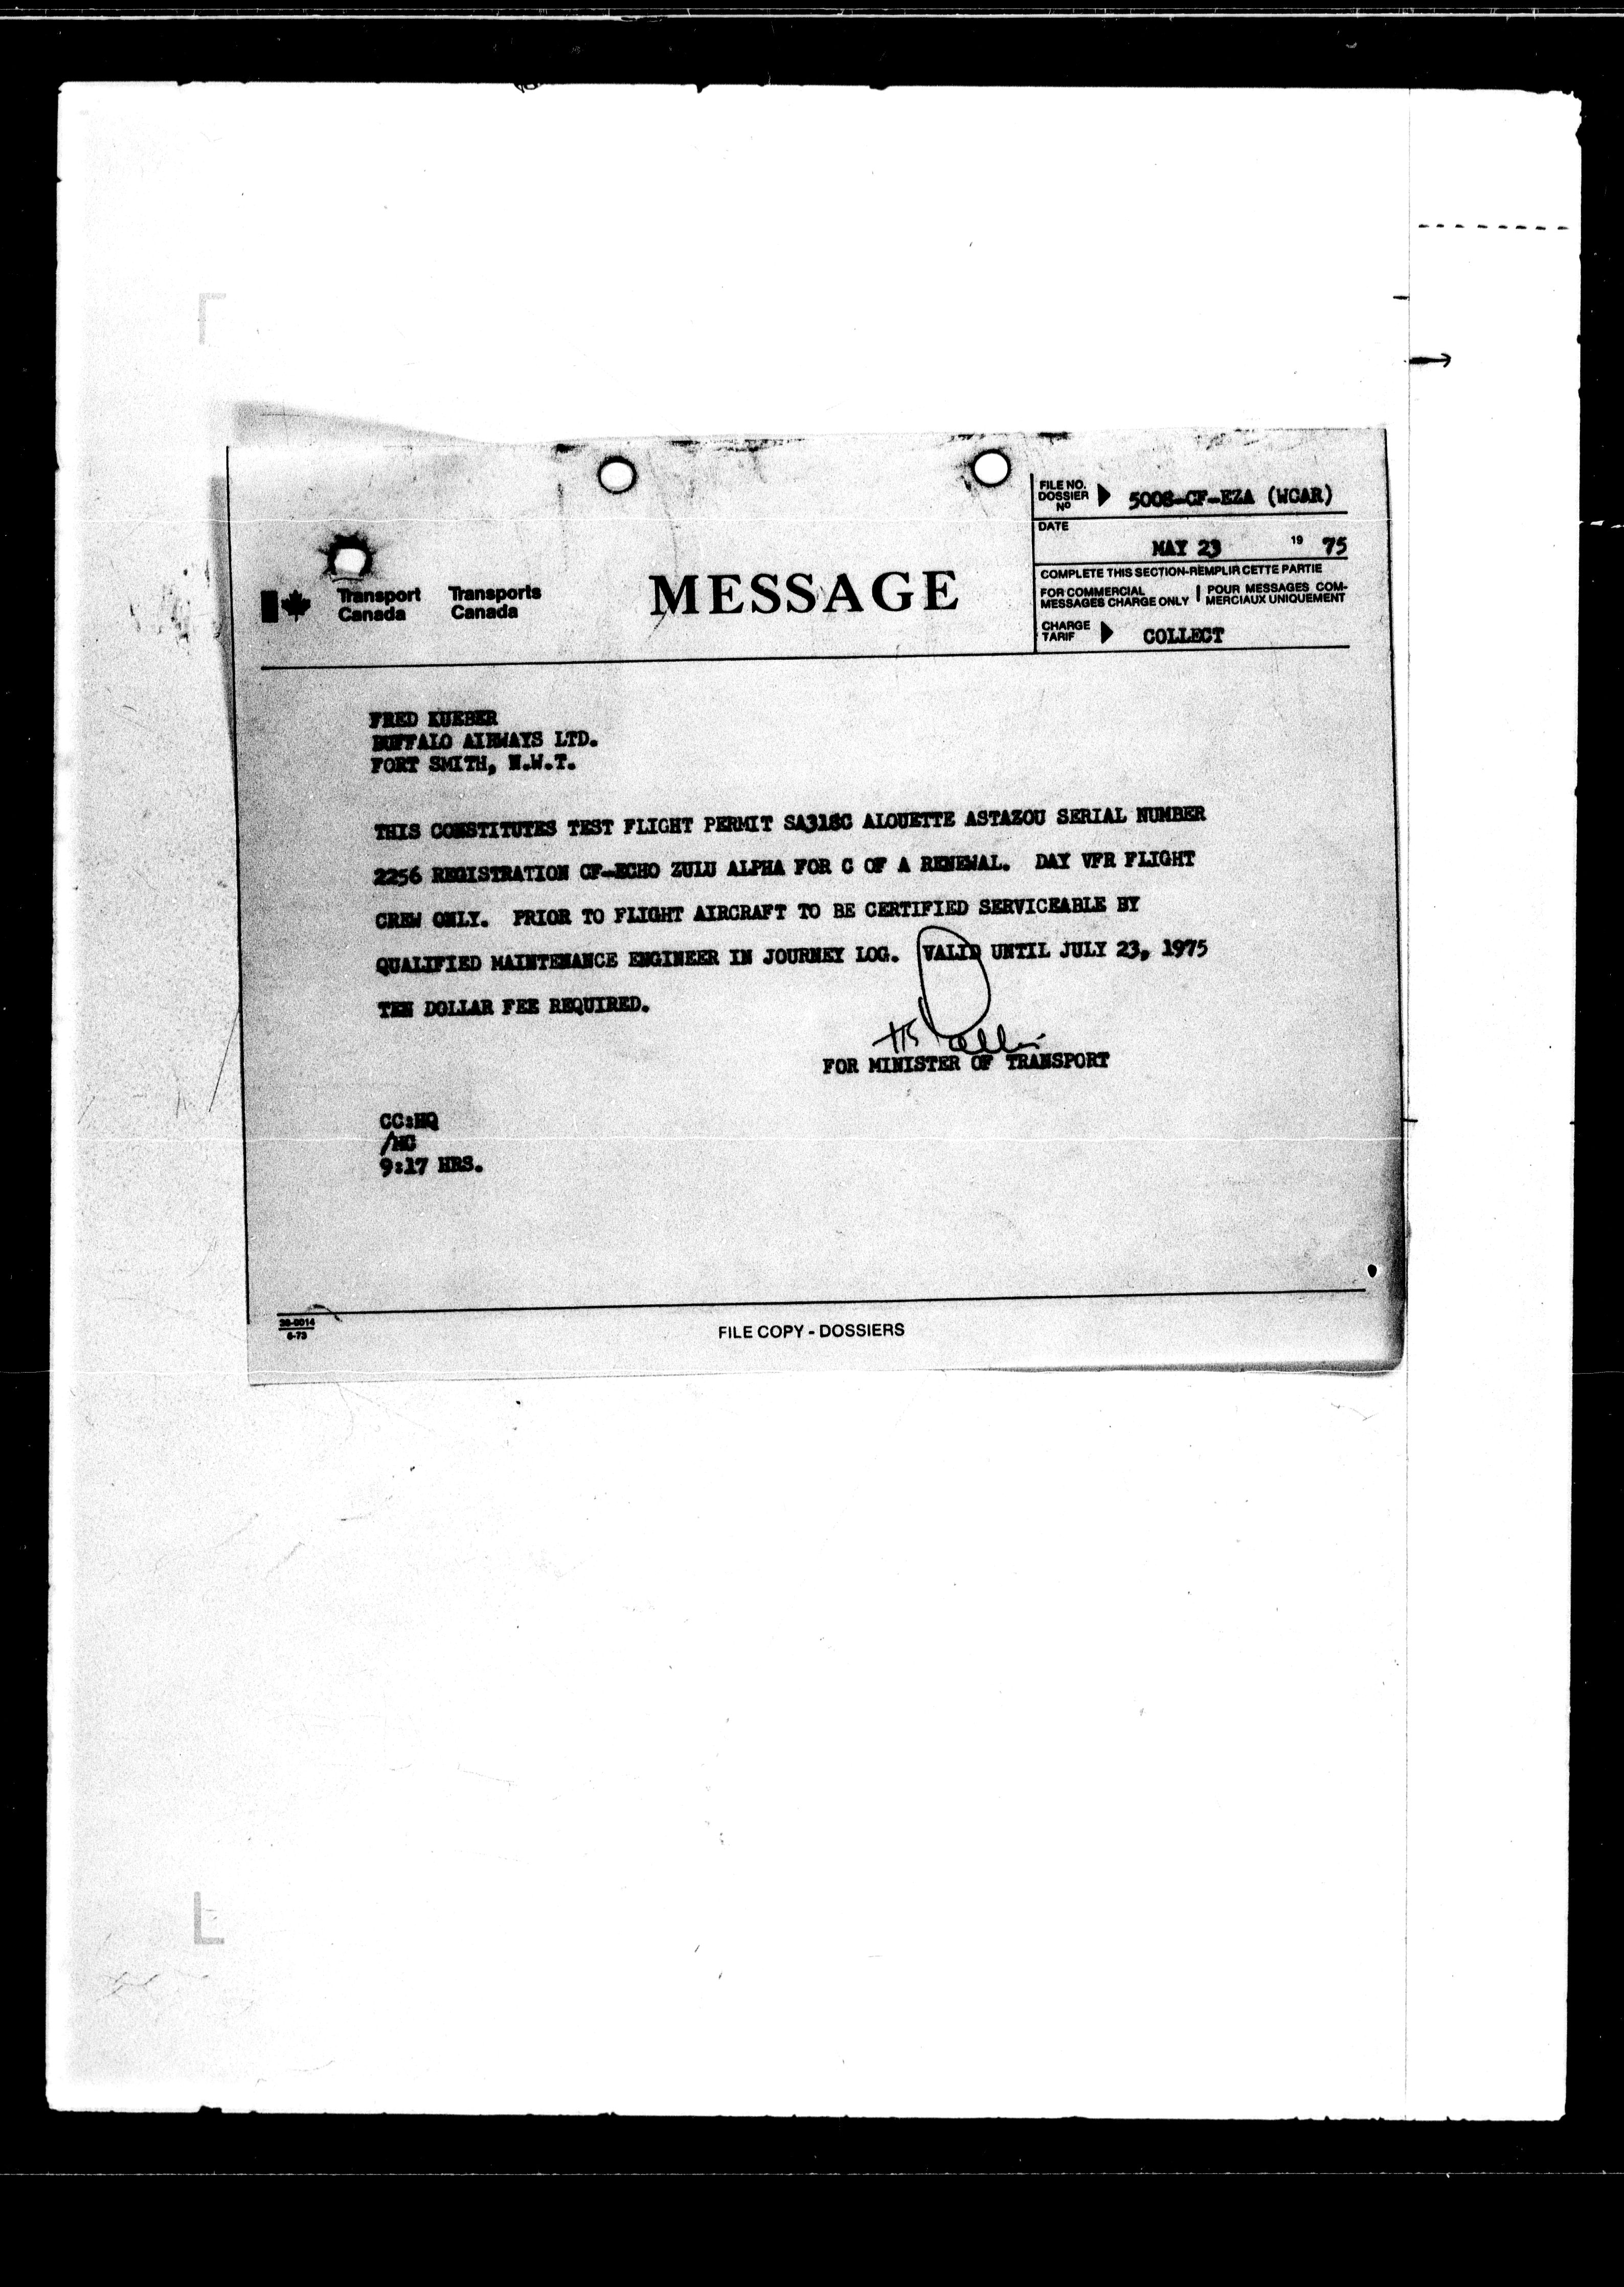 FILE NO.
DOSSIER
Nº
5008-CF-EZA (WCAR)
DATE
MAY 23 19 75
COMPLETE THIS SECTION-REMPLIR CETTE PARTIE
FOR COMMERCIAL
MESSAGES CHARGE ONLY
POUR MESSAGES COM-
MERCIAUX UNIQUEMENT
CHARGE
TARIF
COLLECT
Transport
Canada
Transports
Canada
MESSAGE
FRED KUEBER
BUFFALO AIRWAYS LTD.
FORT SMITH, N.W.T.
THIS CONSTITUTES TEST FLIGHT PERMIT SA318C ALOUETTE ASTAZOU SERIAL NUMBER
2256 REGISTRATION CF-ECHO ZULU ALPHA FOR C OF A RENEWAL. DAY VFR FLIGHT
CREW ONLY. PRIOR TO FLIGHT AIRCRAFT TO BE CERTIFIED SERVICEABLE BY
QUALIFIED MAINTENANCE ENGINEER IN JOURNEY LOG. VALID UNTIL JULY 23, 1975
TEN DOLLAR FEE REQUIRED.
FOR MINISTER OF TRANSPORT
CC:HQ
9:17 HRS.
6-73
FILE COPY - DOSSIERS